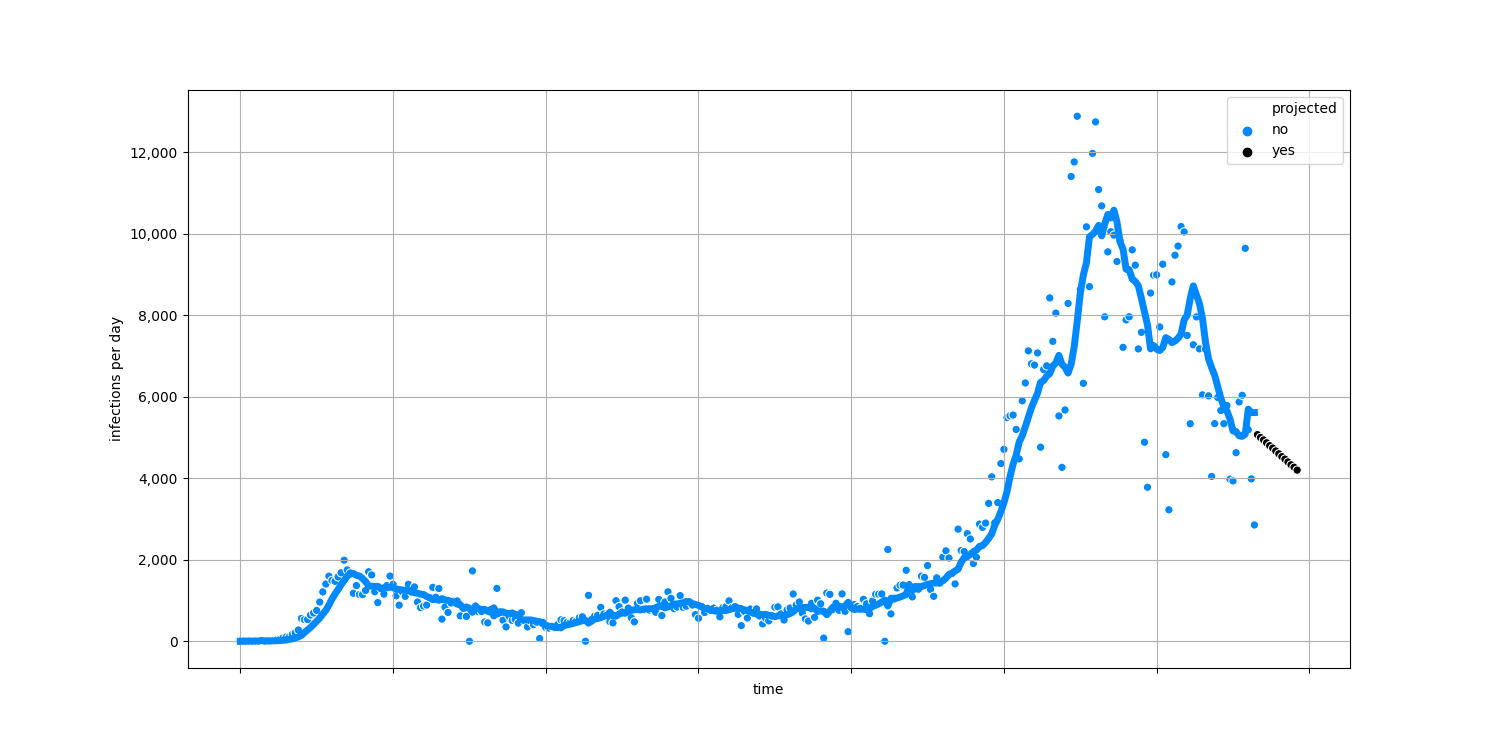 projected
no
yes
12,000
10,000
8,000
6,000
4,000
2,000
0
infections per day
time